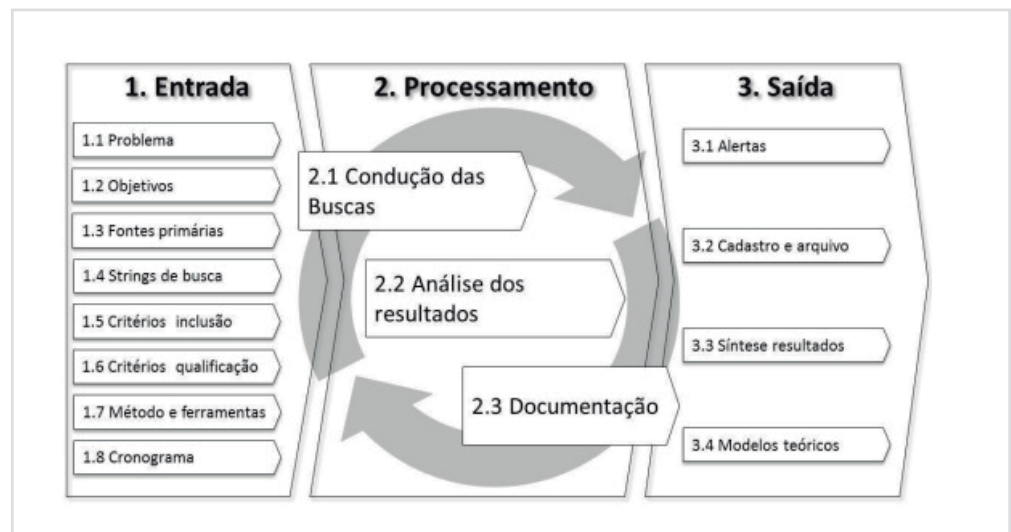 1. Entrada
1.1 Problema
1.2 Objetivos
1.3 Fontes primárias
1.4 Strings de busca
1.5 Critérios inclusão
1.6 Critérios qualificação
1.7 Método e ferramentas
1.8 Cronograma
2. Processamento
2.1 Condução das
Buscas
2.2 Análise dos
resultados
2.3 Documentação
3. Saída
3.1 Alertas
3.2 Cadastro e arquivo
3.3 Síntese resultados
3.4 Modelos teóricos